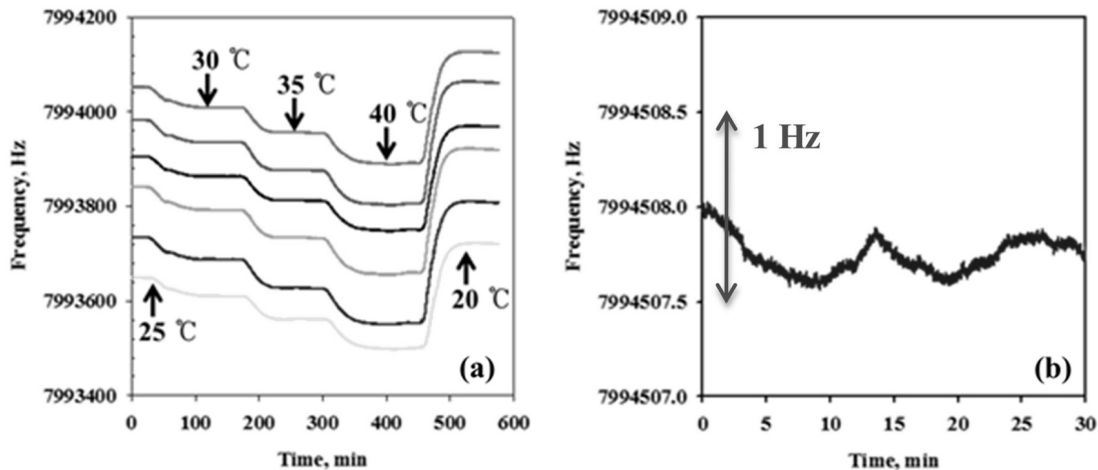 7994200
7994000
7993800
7993600
7993400
Frequency, Hz
30 ℃
35 ℃
40 ℃
25 ℃
20 ℃
(a)
0 100 200 300 400 500 600
Time, min
7994509.0
7994508.5
7994508.0
7994507.5
7994507.0
Frequency, Hz
1 Hz
(b)
0 5 10 15 20 25 30
Time, min